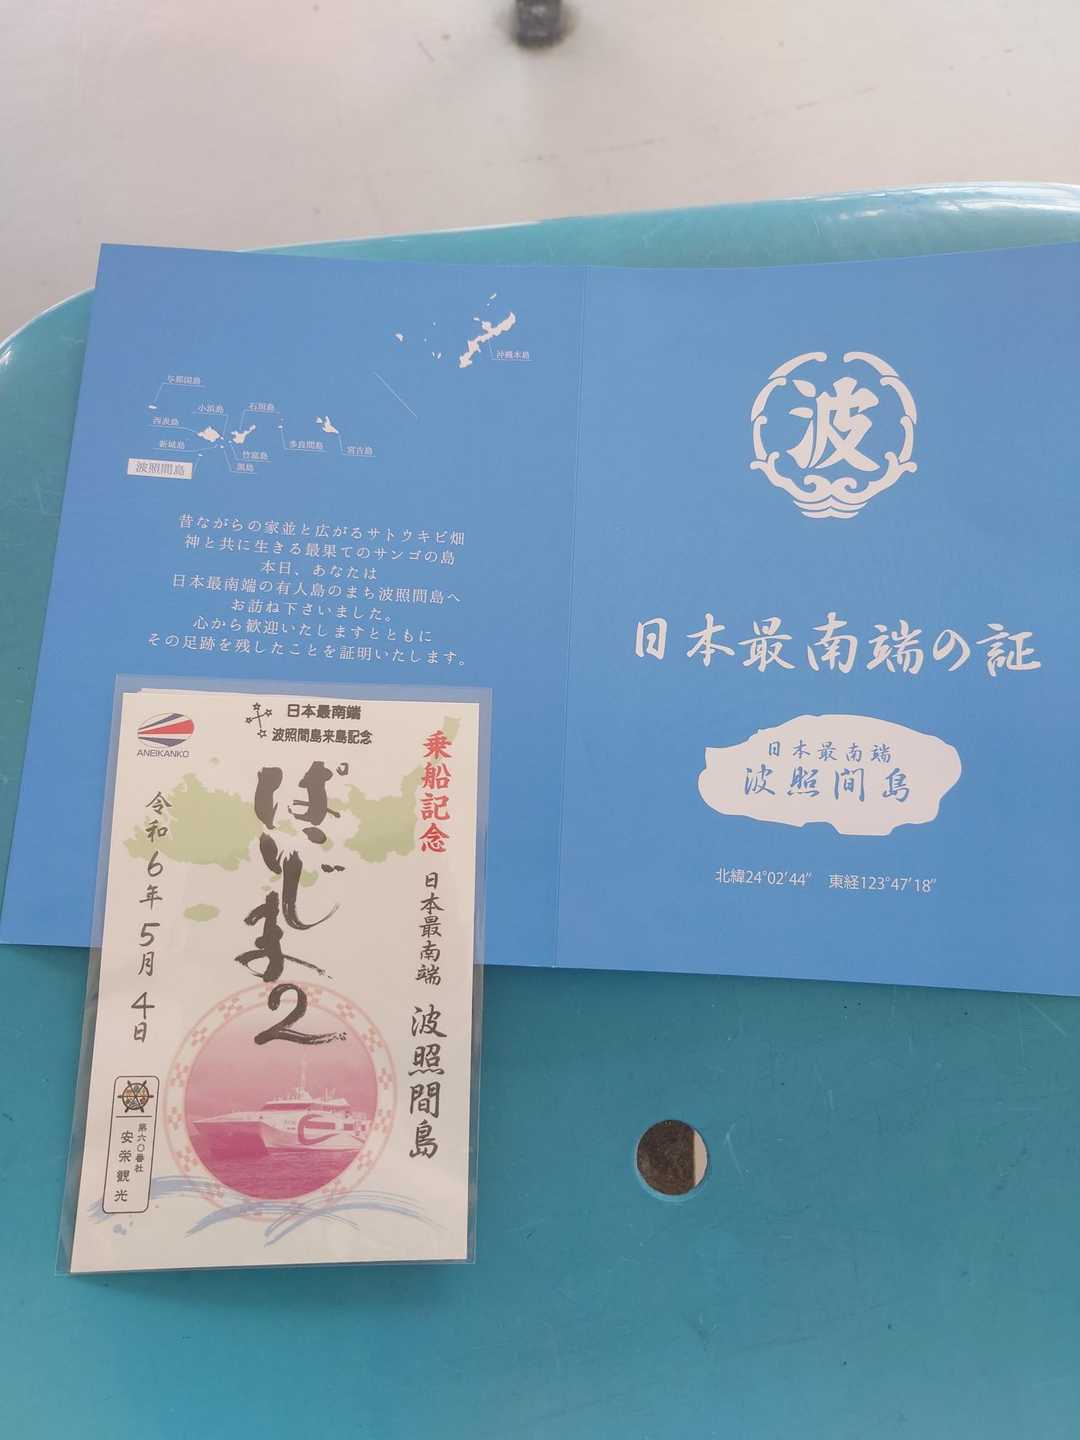 沖縄本島
与那国島
小浜島
石垣島
西表島
新城島
竹富島
黒島
多良間島
宮古島
波照間島
昔ながらの家並と広がるサトウキビ畑
神と共に生きる最果てのサンゴの島
本日、あなたは
日本最南端の有人島のまち波照間島へ
お訪ね下さいました。
心から歓迎いたしますとともに
その足跡を残したことを証明いたします。
波
日本最南端の証
日本最南端
波照間島
北緯24°02′44″ 東経123°47′18″
ANEIKANKO
日本最南端
波照間島来島記念
乗船記念
日本最南端 波照間島
ぱいじま2
令和6年5月4日
第六〇番社
安栄観光